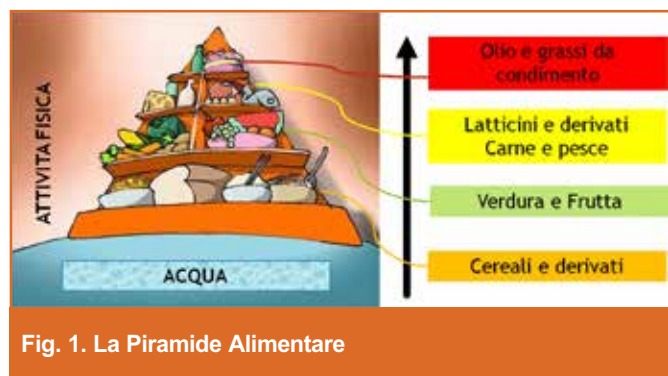 ATTIVITA FISICA
ACQUA
Olio e grassi da
condimento
Latticini e derivati
Carne e pesce
Verdura e Frutta
Cereali e derivati
Fig. 1. La Piramide Alimentare